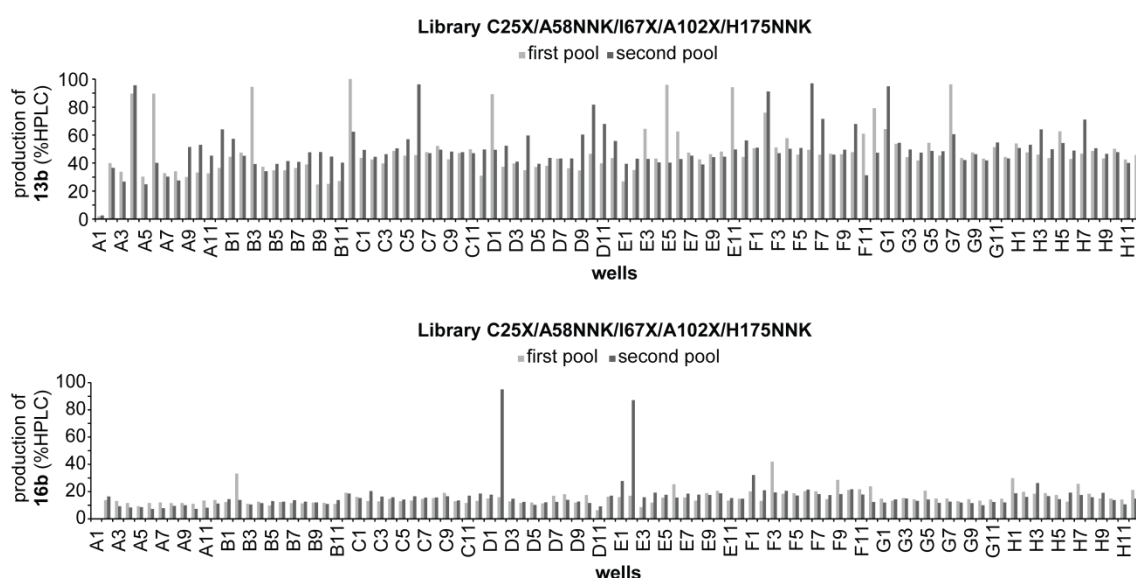 Library C25X/A58NNK/I67X/A102X/H175NNK
first pool second pool
production of
13b (%HPLC)
100
80
60
40
20
0
A1 A3 A5 A7 A9 A11 B1 B3 B5 B7 B9 B11 C1 C3 C5 C7 C9 C11 D1 D3 D5 D7 D9 D11 E1 E3 E5 E7 E9 E11 F1 F3 F5 F7 F9 F11 G1 G3 G5 G7 G9 G11 H1 H3 H5 H7 H9 H11
wells
Library C25X/A58NNK/I67X/A102X/H175NNK
first pool second pool
production of
16b (%HPLC)
100
80
60
40
20
0
A1 A3 A5 A7 A9 A11 B1 B3 B5 B7 B9 B11 C1 C3 C5 C7 C9 C11 D1 D3 D5 D7 D9 D11 E1 E3 E5 E7 E9 E11 F1 F3 F5 F7 F9 F11 G1 G3 G5 G7 G9 G11 H1 H3 H5 H7 H9 H11
wells